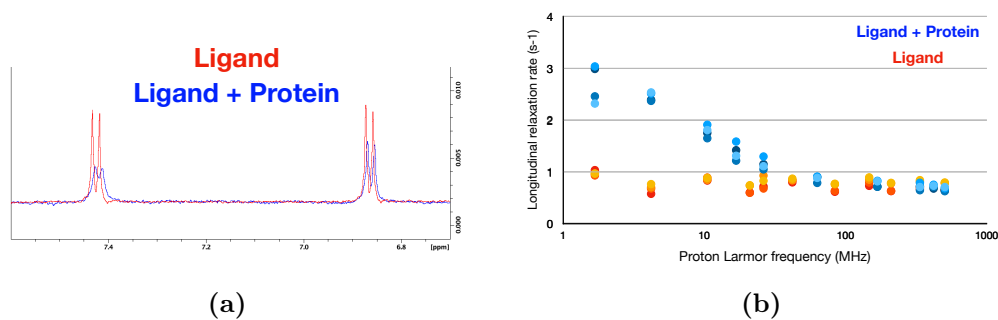 Ligand
Ligand + Protein
0.010
0.005
0.000
7.4
7.2
7.0
6.8
[ppm]
(a)
Longitudinal relaxation rate (s-1)
4
3
2
1
0
Ligand + Protein
Ligand
1
10
100
1000
Proton Larmor frequency (MHz)
(b)